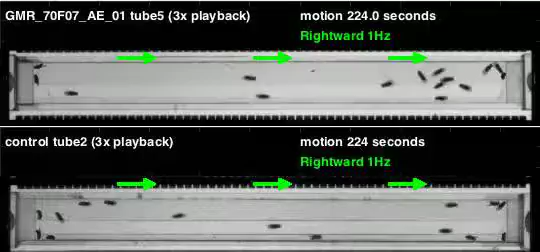 GMR_70F07_AE_01 tube5 (3x playback)
motion 224.0 seconds
Rightward 1Hz
control tube2 (3x playback)
motion 224 seconds
Rightward 1Hz